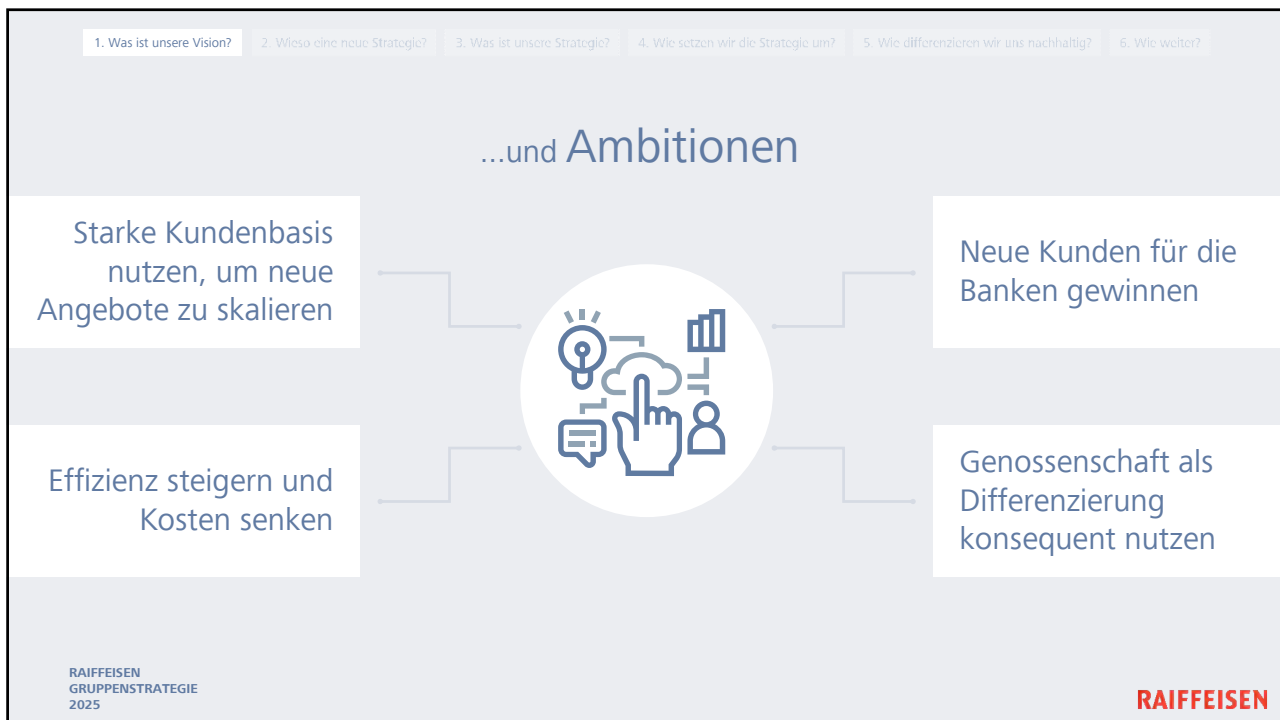 1. Was ist unsere Vision?
2. Wieso eine neue Strategie?
3. Was ist unsere Strategie?
4. Wie setzen wir die Strategie um?
5. Wie differenzieren wir uns nachhaltig?
6. Wie weiter?
...und Ambitionen
Starke Kundenbasis
nutzen, um neue
Angebote zu skalieren
Neue Kunden für die
Banken gewinnen
Effizienz steigern und
Kosten senken
Genossenschaft als
Differenzierung
konsequent nutzen
RAIFFEISEN
GRUPPENSTRATEGIE
2025
RAIFFEISEN